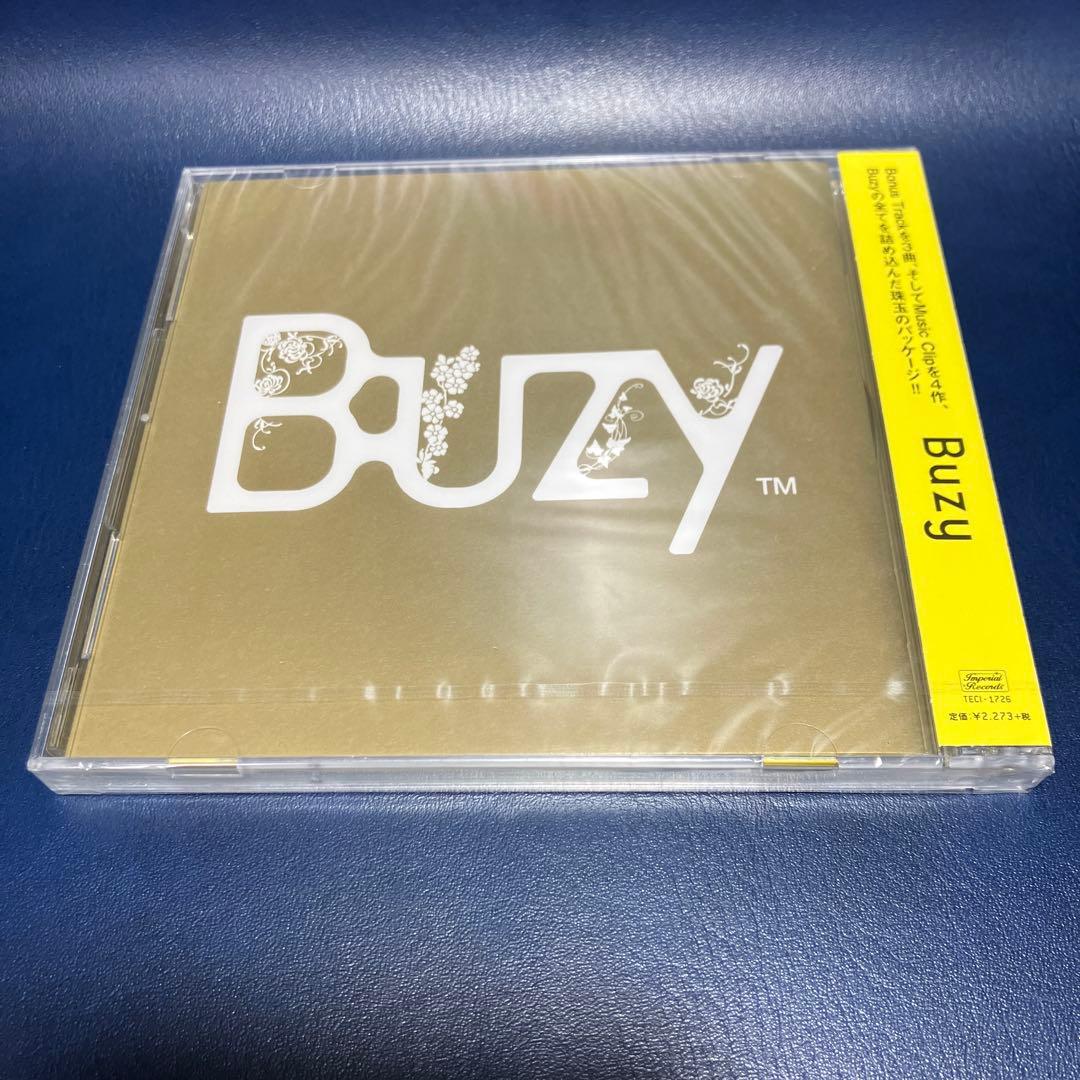 Buzy
TM
Bonus Trackを3曲、そしてMusic Clipを4作、
Buzyの全てを詰め込んだ珠玉のパッケージ!!
Buzy
Imperial
Records
TECI-1726
定価:¥2,273+税